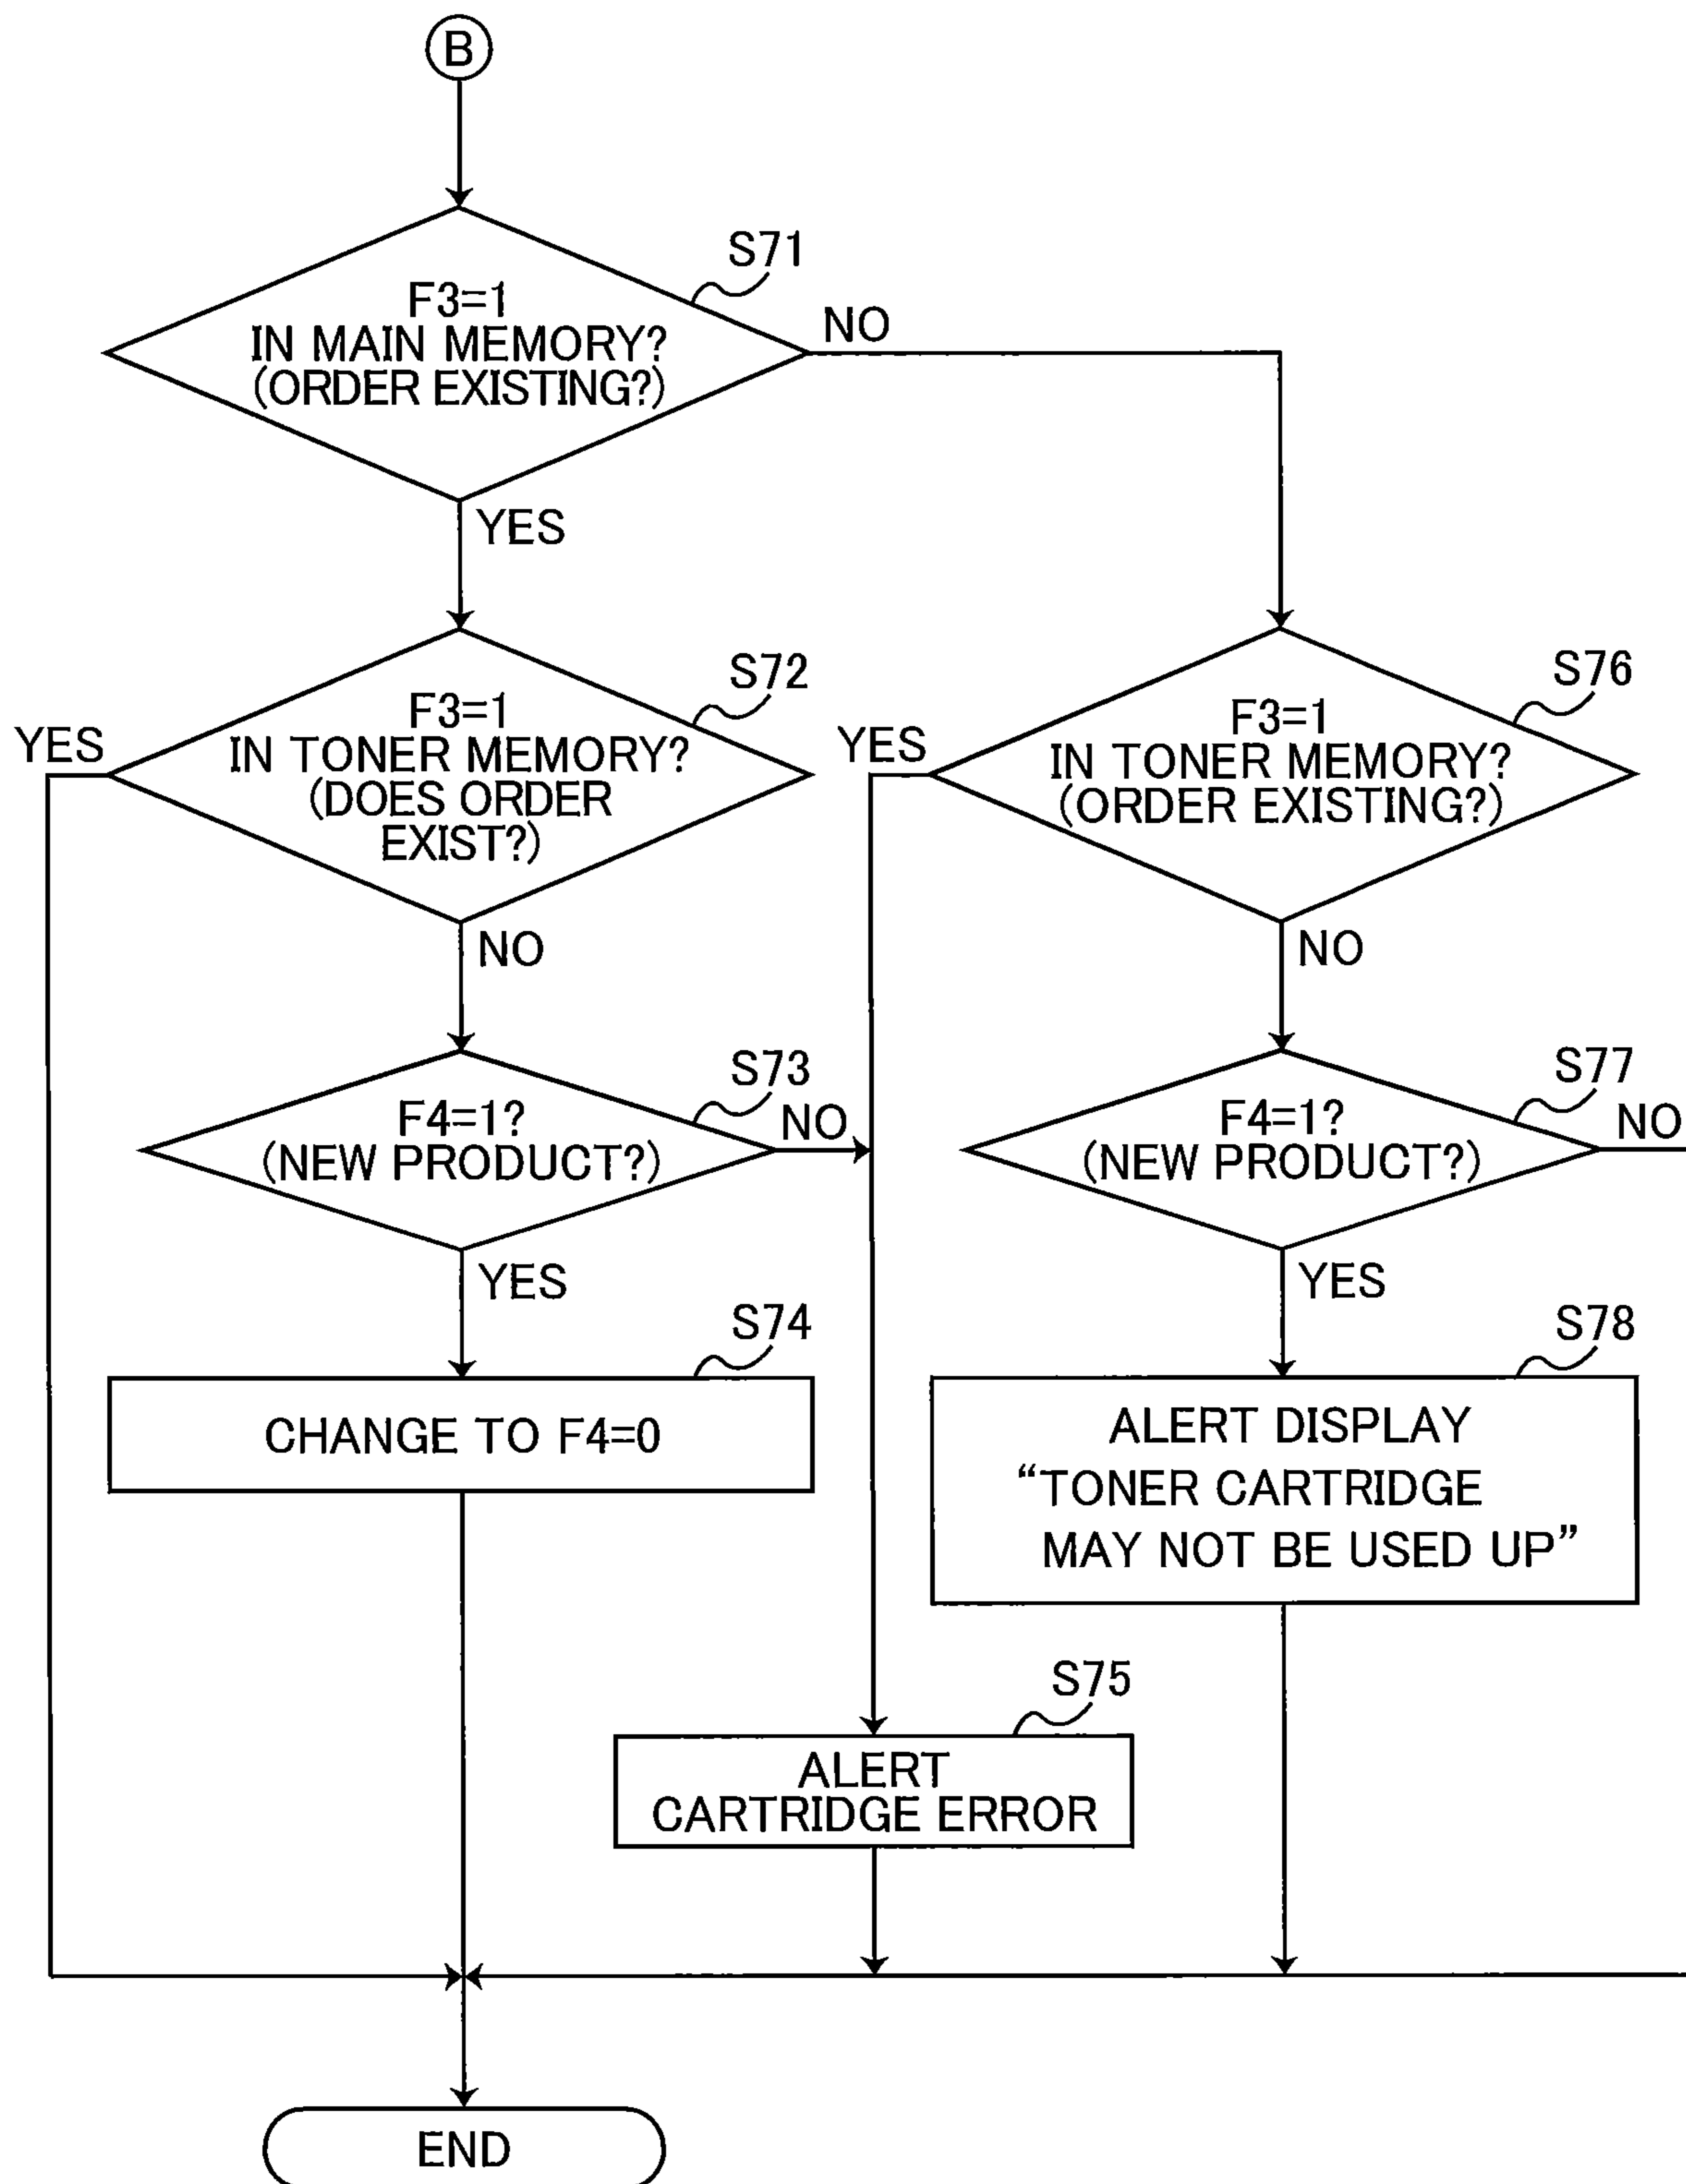 B
S71
F3=1
IN MAIN MEMORY?
(ORDER EXISTING?)
NO
YES
S72
F3=1
IN TONER MEMORY?
(DOES ORDER
EXIST?)
YES
NO
S76
F3=1
IN TONER MEMORY?
(ORDER EXISTING?)
YES
NO
S73
F4=1?
(NEW PRODUCT?)
NO
YES
S77
F4=1?
(NEW PRODUCT?)
NO
YES
S74
CHANGE TO F4=0
S78
ALERT DISPLAY
“TONER CARTRIDGE
MAY NOT BE USED UP”
S75
ALERT
CARTRIDGE ERROR
END